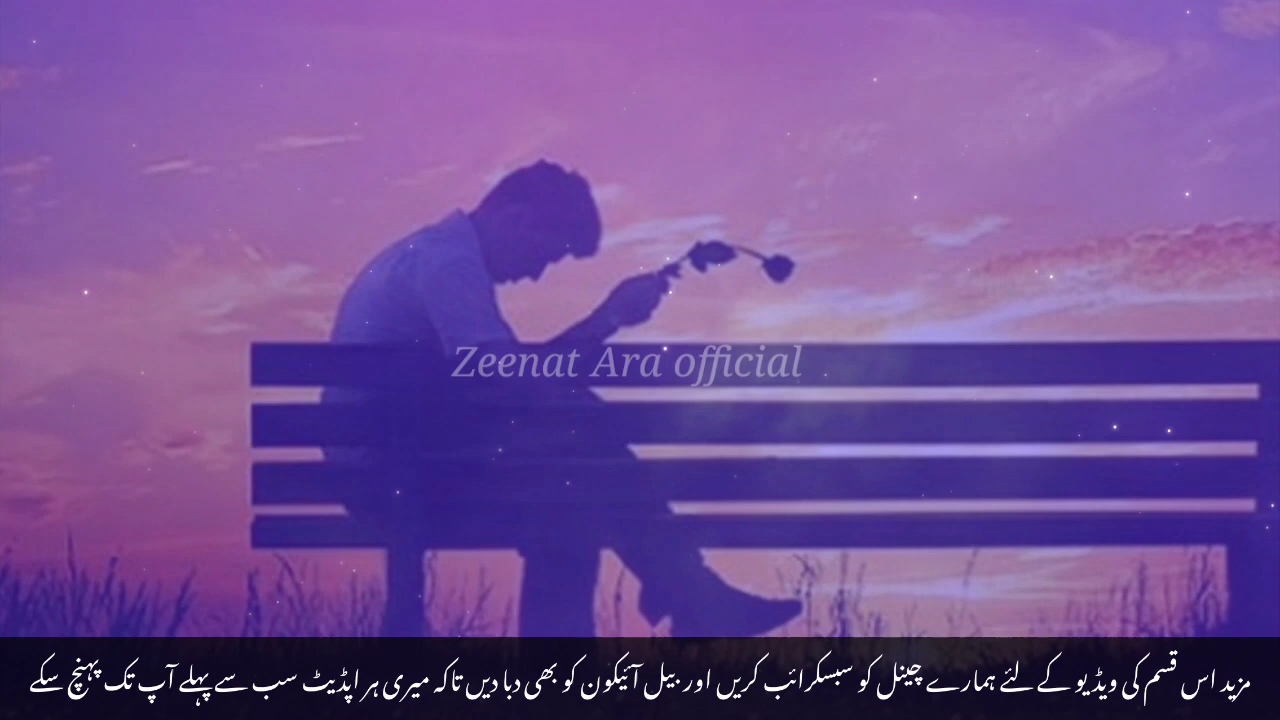 Zeenat Ara official
مزید اس قسم کی ویڈیو کے لئے ہمارے چینل کو سبسکرائب کریں اور بیل آئیکون کو بھی دبا دیں تاکہ میری ہر اپڈیٹ سب سے پہلے آپ تک پہنچ سکے